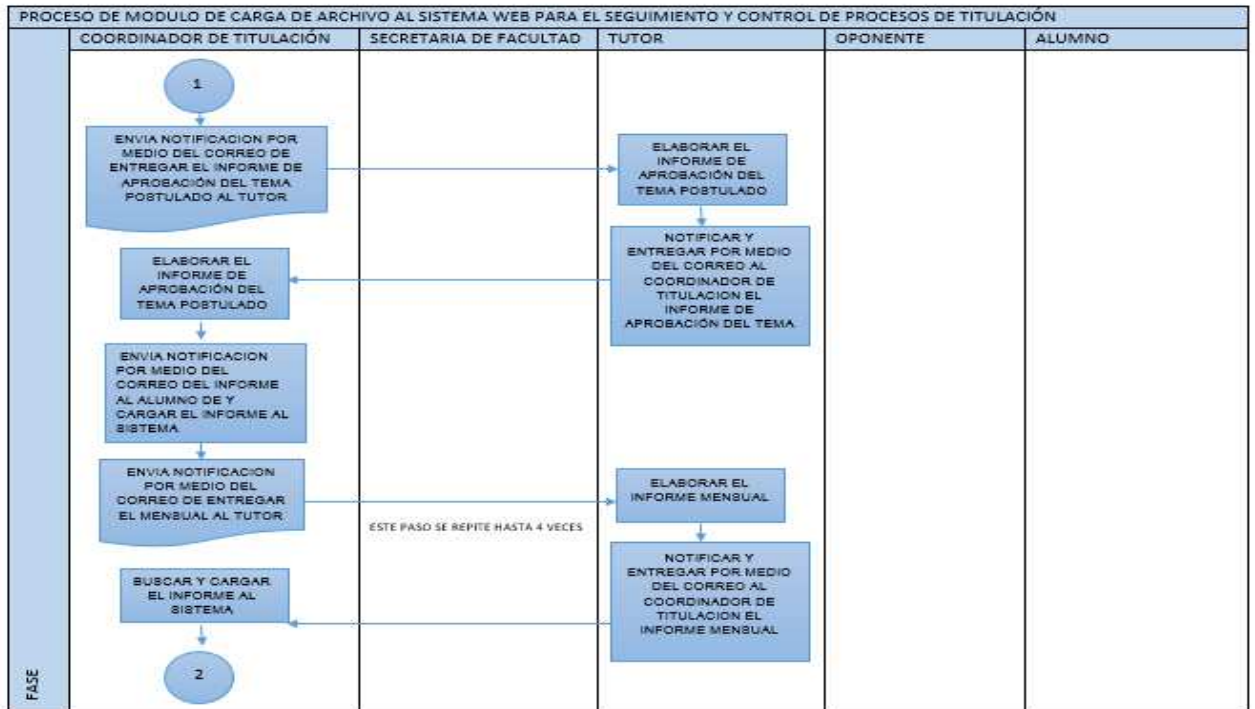 PROCESO DE MODULO DE CARGA DE ARCHIVO AL SISTEMA WEB PARA EL SEGUIMIENTO Y CONTROL DE PROCESOS DE TITULACIÓN
COORDINADOR DE TITULACIÓN
SECRETARIA DE FACULTAD
TUTOR
OPONENTE
ALUMNO
1
ENVIA NOTIFICACION POR
MEDIO DEL CORREO DE
ENTREGAR EL INFORME DE
APROBACIÓN DEL TEMA
POSTULADO AL TUTOR
ELABORAR EL
INFORME DE
APROBACIÓN DEL
TEMA POSTULADO
NOTIFICAR Y
ENTREGAR POR MEDIO
DEL CORREO AL
COORDINADOR DE
TITULACION EL
INFORME DE
APROBACIÓN DEL TEMA
ELABORAR EL
INFORME DE
APROBACIÓN DEL
TEMA POSTULADO
ENVIA NOTIFICACION
POR MEDIO DEL
CORREO DEL INFORME
AL ALUMNO DE Y
CARGAR EL INFORME AL
SISTEMA
ENVIA NOTIFICACION
POR MEDIO DEL
CORREO DE ENTREGAR
EL MENSUAL AL TUTOR
ESTE PASO SE REPITE HASTA 4 VECES
ELABORAR EL
INFORME MENSUAL
NOTIFICAR Y
ENTREGAR POR MEDIO
DEL CORREO AL
COORDINADOR DE
TITULACION EL
INFORME MENSUAL
BUSCAR Y CARGAR
EL INFORME AL
SISTEMA
2
FASE